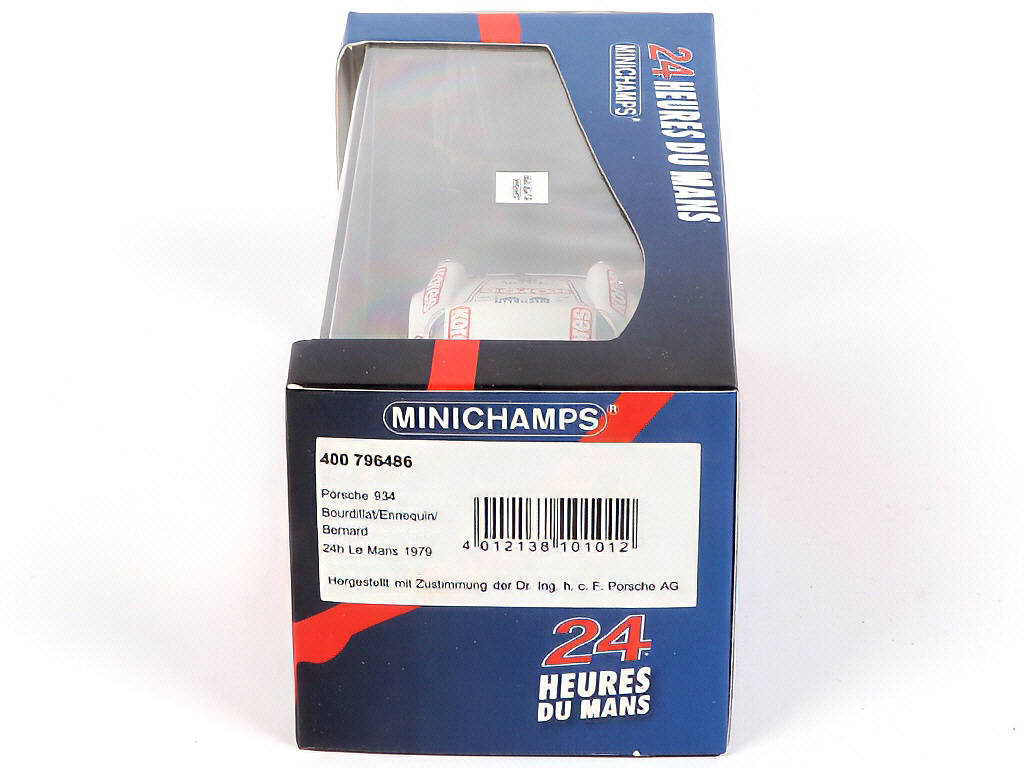 24 HEURES DU MANS
MINICHAMPS
MINICHAMPS®
400 796486
Porsche 934
Bourdillat/Ennequin/
Bernard
24h Le Mans 1979
4 012138 101012
Hergestellt mit Zustimmung der Dr. Ing. h. c. F. Porsche AG
24
HEURES
DU MANS